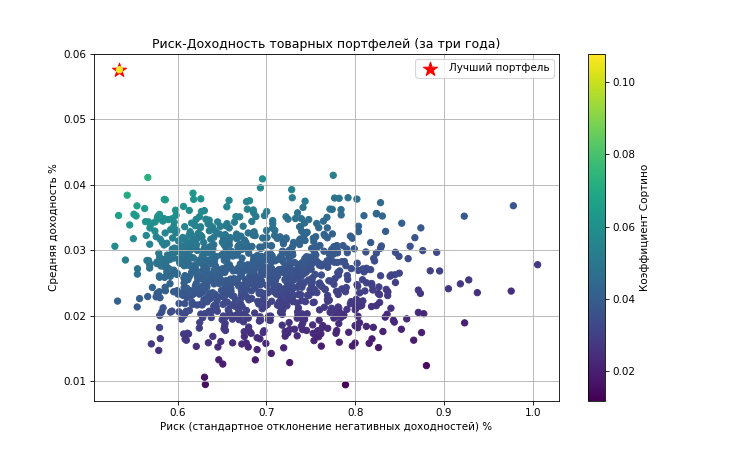 Риск-Доходность товарных портфелей (за три года)
Лучший портфель
Средняя доходность %
0.06
0.05
0.04
0.03
0.02
0.01
0.6 0.7 0.8 0.9 1.0
Риск (стандартное отклонение негативных доходностей) %
0.10
0.08
0.06
0.04
0.02
Коэффициент Сортино